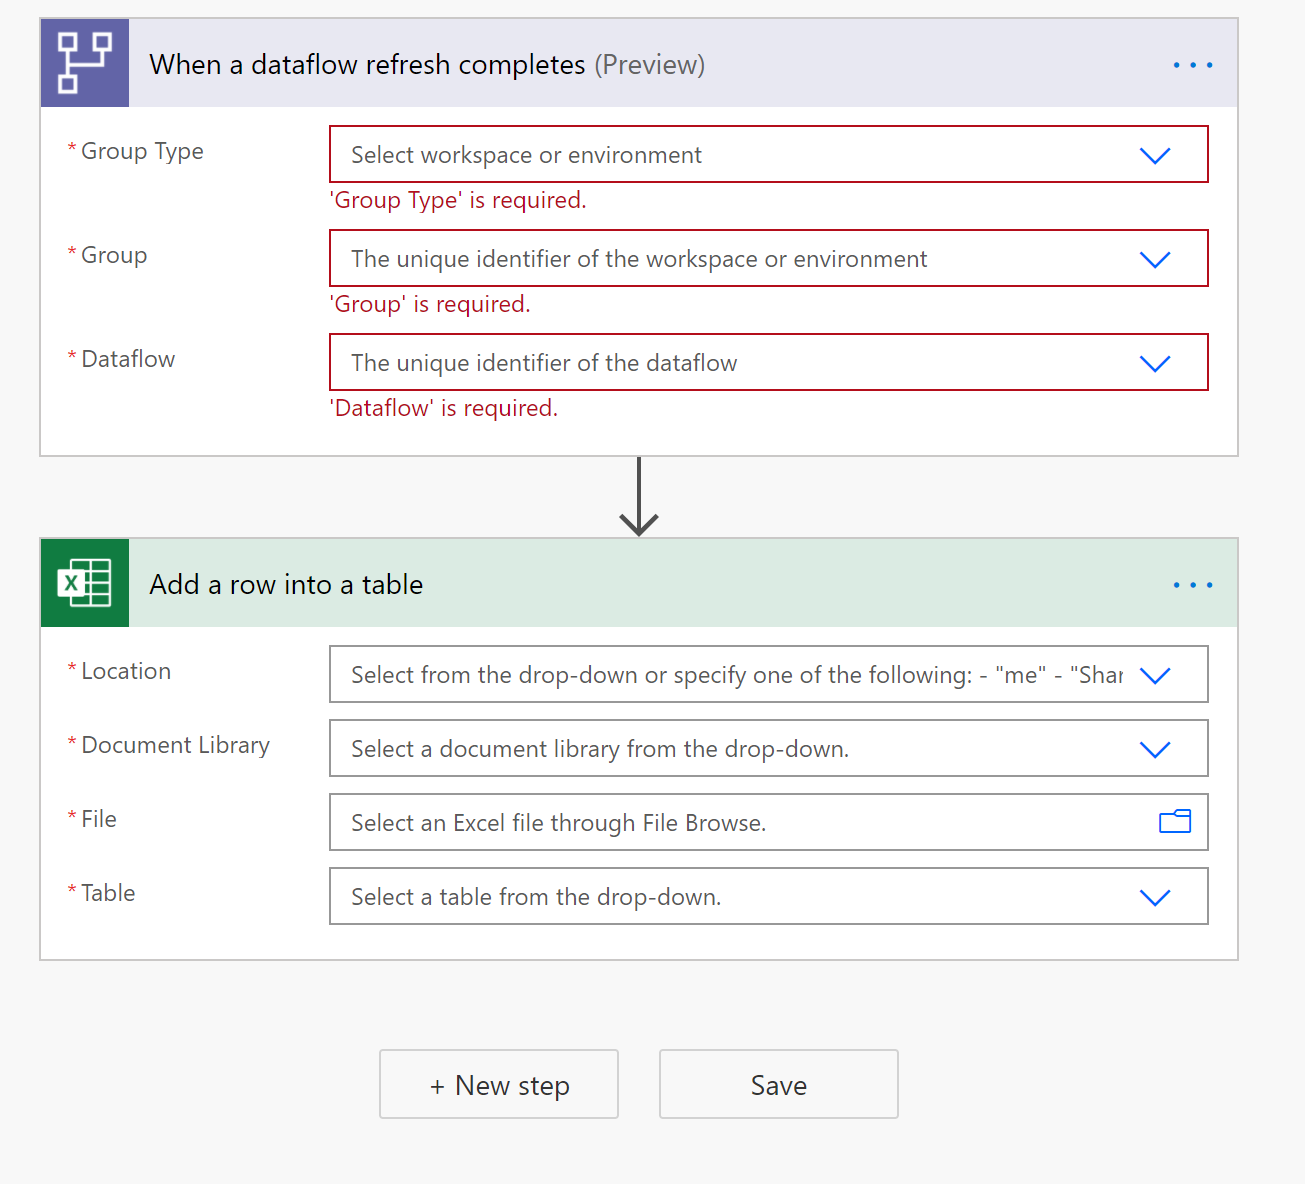 When a dataflow refresh completes (Preview)
* Group Type
Select workspace or environment
'Group Type' is required.
* Group
The unique identifier of the workspace or environment
'Group' is required.
* Dataflow
The unique identifier of the dataflow
'Dataflow' is required.
X
Add a row into a table
* Location
Select from the drop-down or specify one of the following: - "me" - "Shar
* Document Library
Select a document library from the drop-down.
* File
Select an Excel file through File Browse.
* Table
Select a table from the drop-down.
+ New step
Save